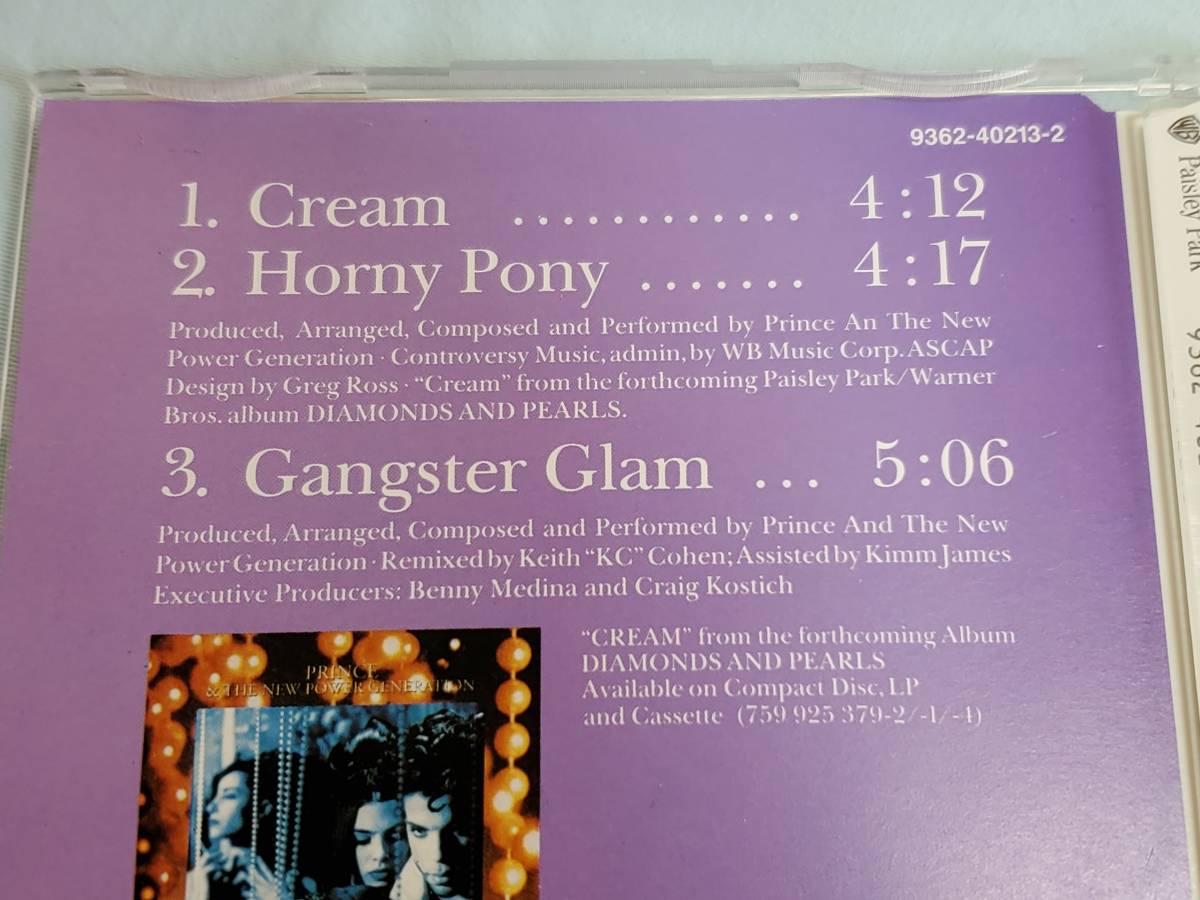 9362-40213-2
1. Cream ............ 4:12
2. Horny Pony ....... 4:17
Produced, Arranged, Composed and Performed by Prince An The New
Power Generation · Controversy Music, admin, by WB Music Corp. ASCAP
Design by Greg Ross · “Cream” from the forthcoming Paisley Park/Warner
Bros. album DIAMONDS AND PEARLS.
3. Gangster Glam ... 5:06
Produced, Arranged, Composed and Performed by Prince And The New
Power Generation · Remixed by Keith “KC” Cohen; Assisted by Kimm James
Executive Producers: Benny Medina and Craig Kostich
“CREAM” from the forthcoming Album
DIAMONDS AND PEARLS
Available on Compact Disc, LP
and Cassette (759 925 379-2/-1/-4)
PRINCE
& THE NEW POWER GENERATION
Paisley Park